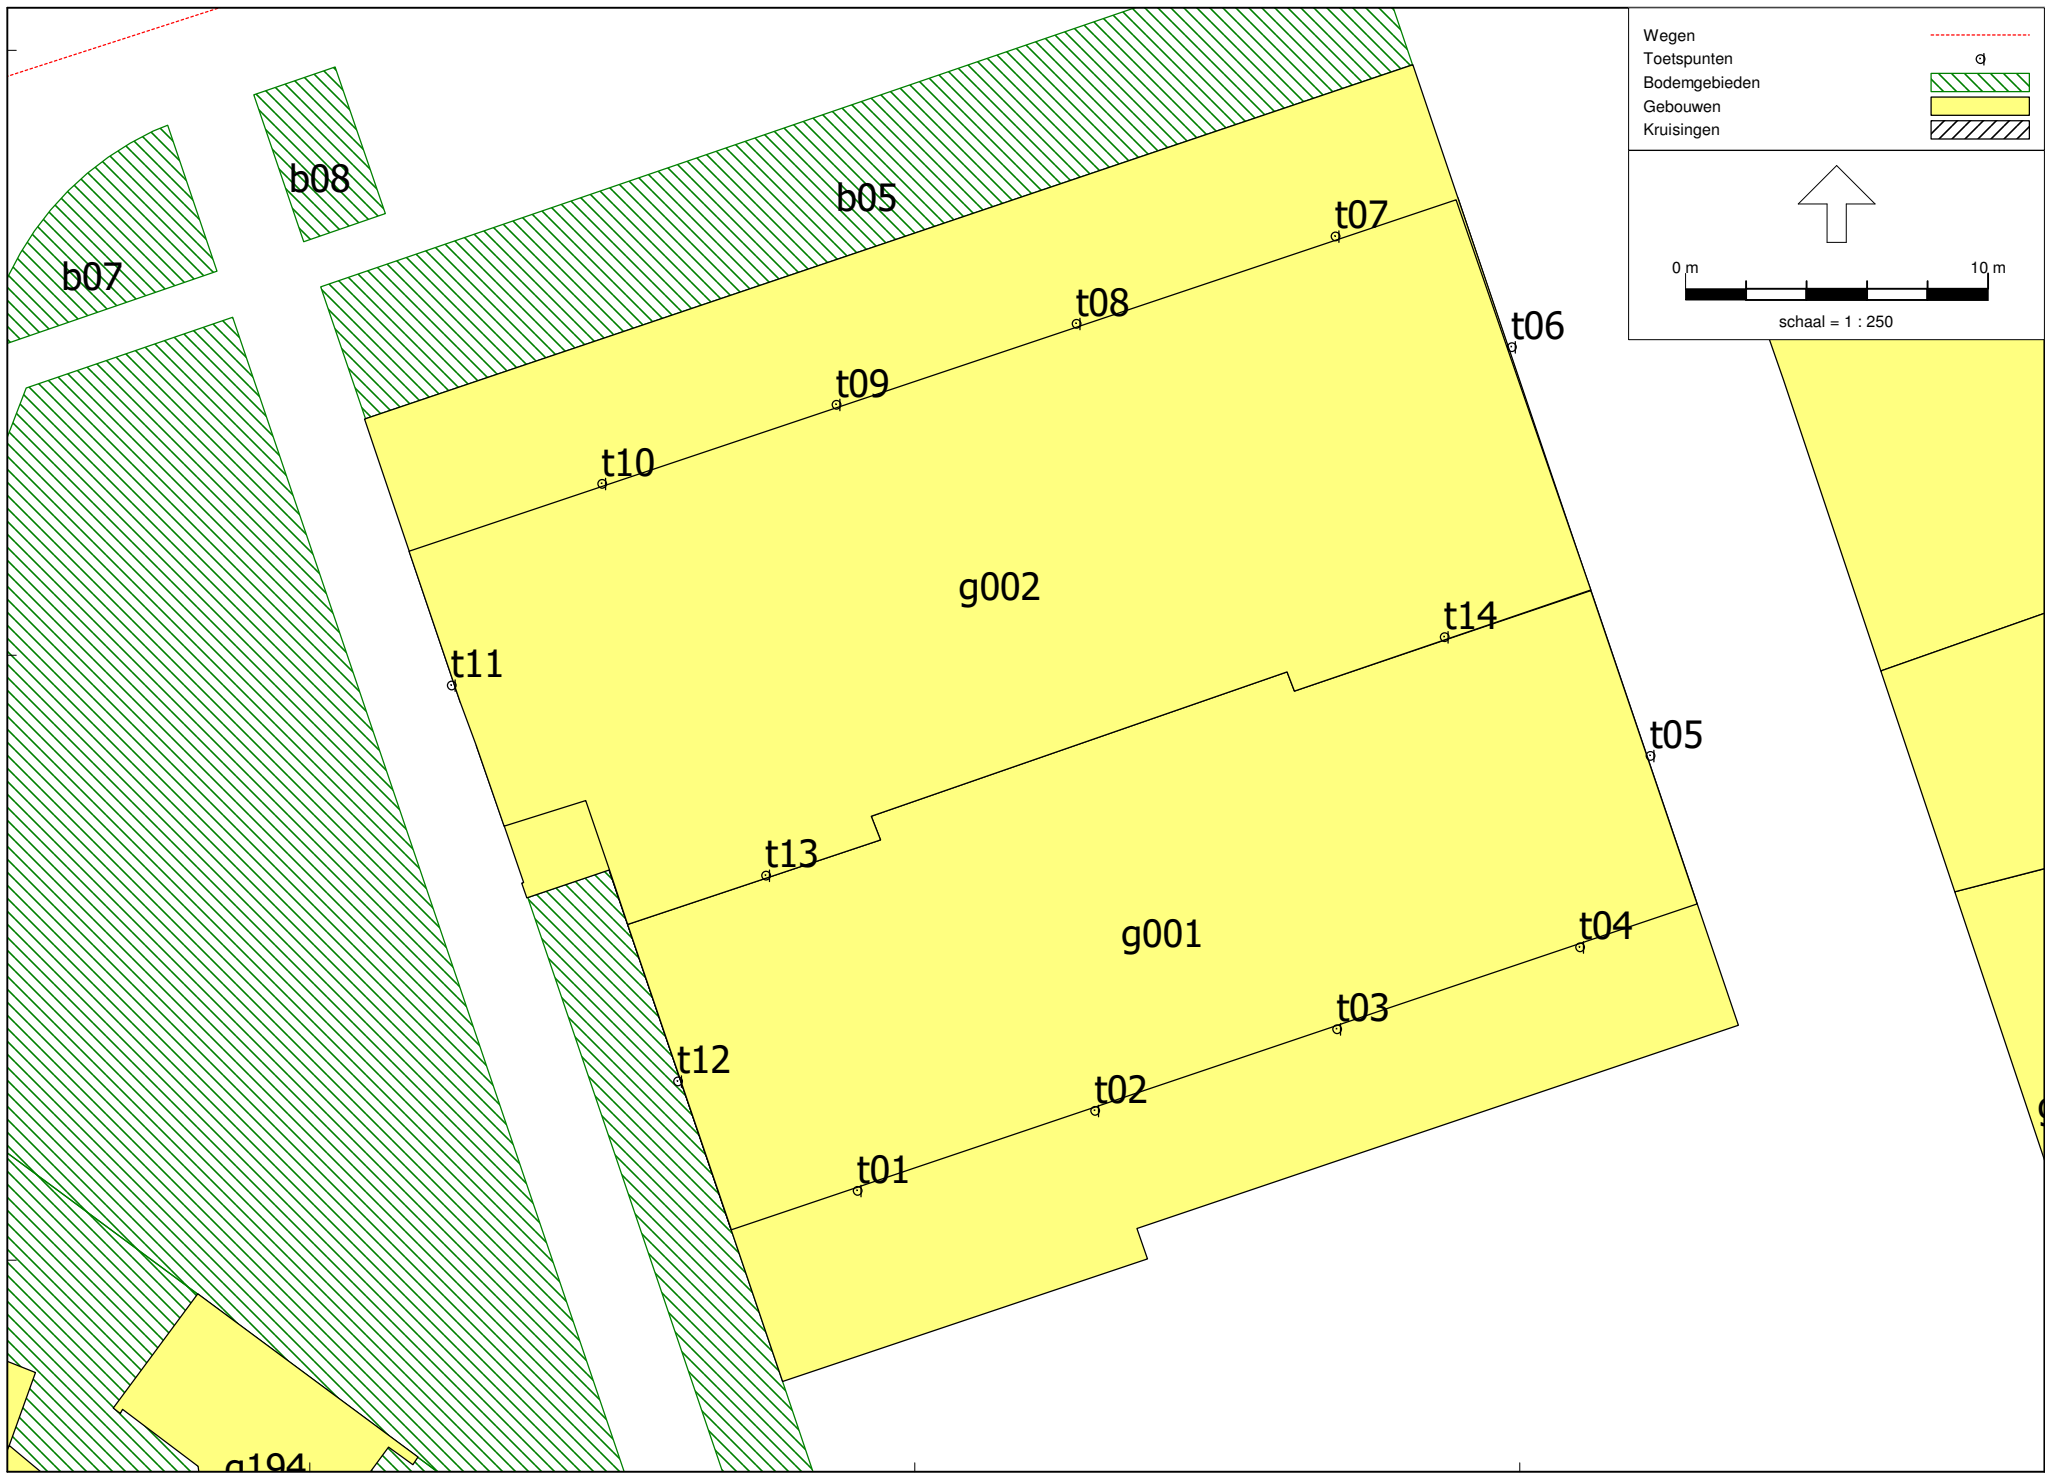 Wegen
Toetspunten
Bodemgebieden
Gebouwen
Kruisingen
0 m 10 m
schaal = 1 : 250
b08
b05
b07
t07
t08
t06
t09
t10
g002
t14
t11
t05
t13
g001
t04
t03
t12
t02
t01
g194